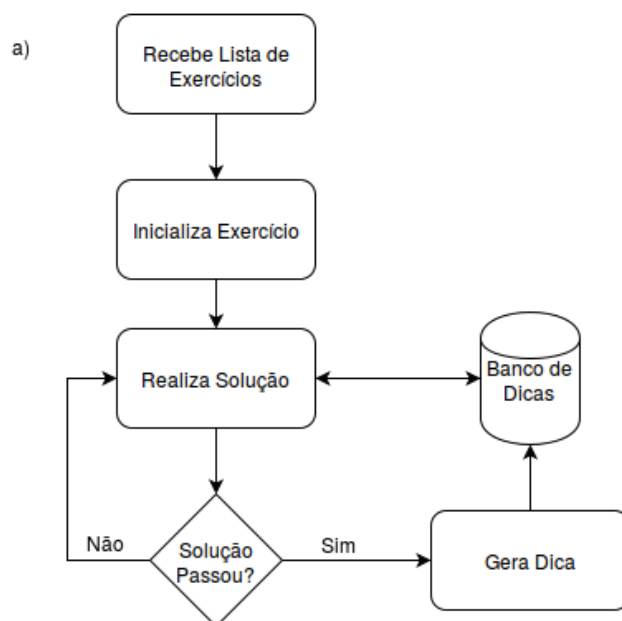 a)
Recebe Lista de
Exercícios
Inicializa Exercício
Realiza Solução
Banco de
Dicas
Não
Solução
Passou?
Sim
Gera Dica